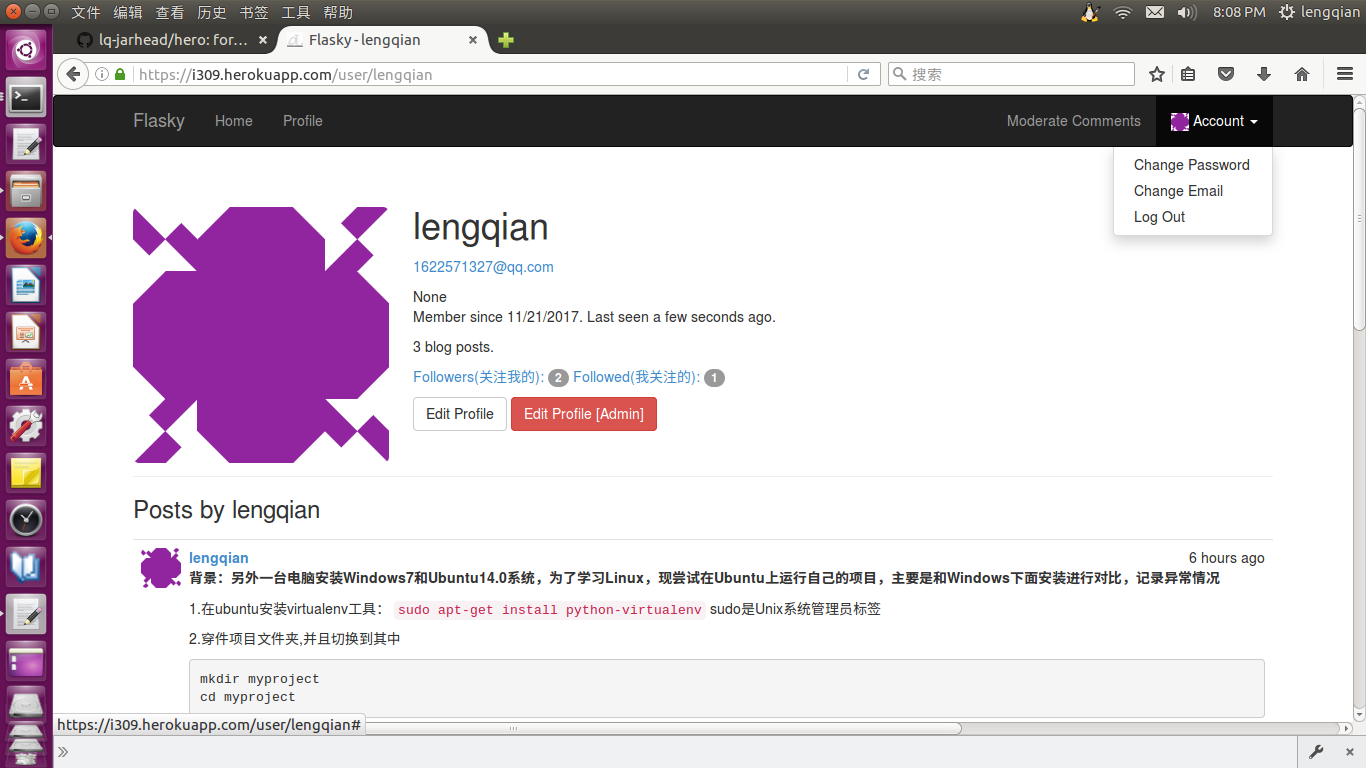 文件 编辑 查看 历史 书签 工具 帮助
8:08 PM lengqian
lq-jarhead/hero: for... × Flasky - lengqian ×
https://i309.herokuapp.com/user/lengqian 搜索
Flasky Home Profile Moderate Comments Account
Change Password
Change Email
Log Out
lengqian
1622571327@qq.com
None
Member since 11/21/2017. Last seen a few seconds ago.
3 blog posts.
Followers(关注我的): 2 Followed(我关注的): 1
Edit Profile Edit Profile [Admin]
Posts by lengqian
lengqian 6 hours ago
背景：另外一台电脑安装Windows7和Ubuntu14.0系统，为了学习Linux，现尝试在Ubuntu上运行自己的项目，主要是和Windows下面安装进行对比，记录异常情况
1.在ubuntu安装virtualenv工具： sudo apt-get install python-virtualenv sudo是Unix系统管理员标签
2.穿件项目文件夹,并且切换到其中
mkdir myproject
cd myproject
https://i309.herokuapp.com/user/lengqian#